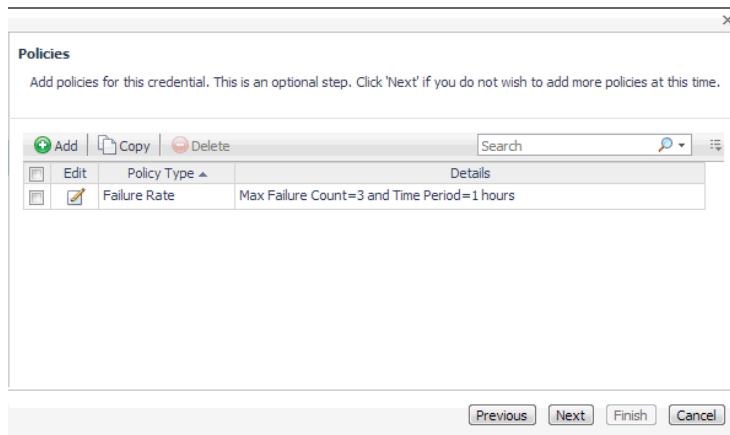 Policies
Add policies for this credential. This is an optional step. Click 'Next' if you do not wish to add more policies at this time.
Add Copy Delete Search
Edit Policy Type Details
Failure Rate Max Failure Count=3 and Time Period=1 hours
Previous Next Finish Cancel